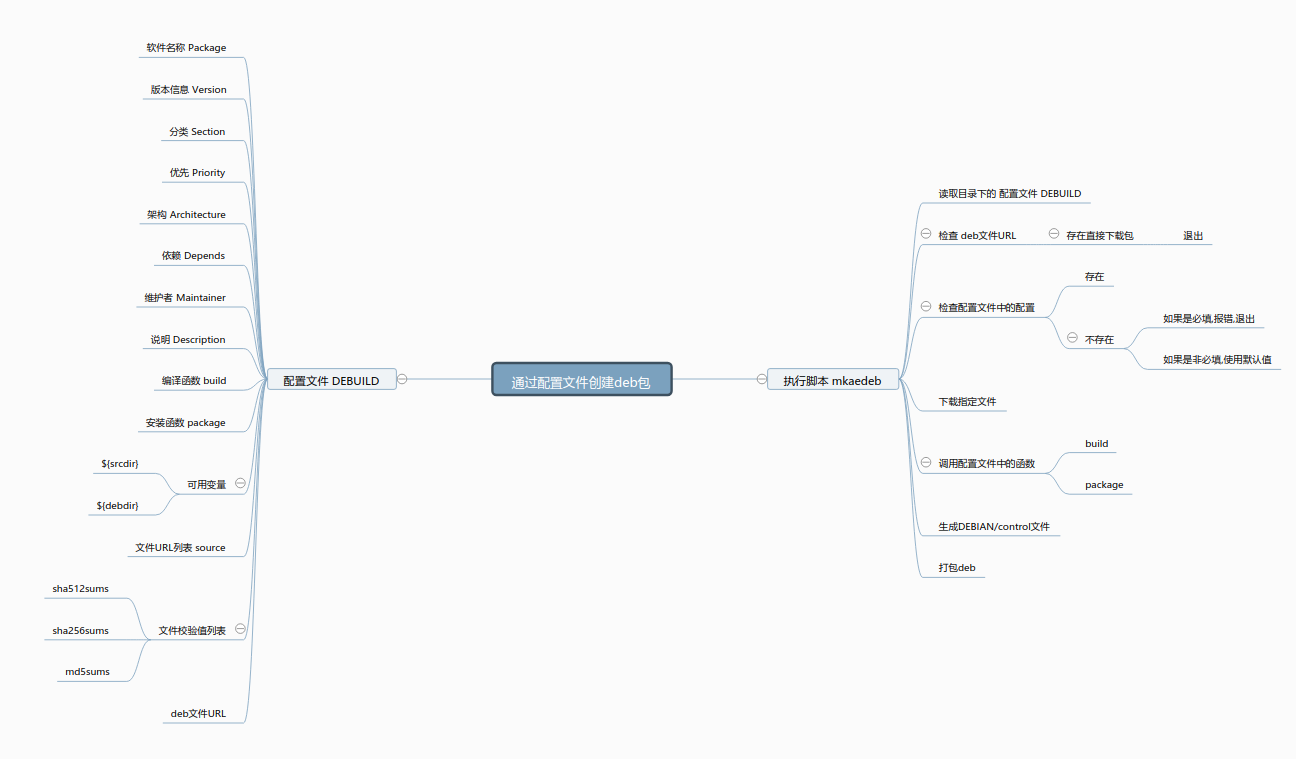 通过配置文件创建deb包
配置文件 DEBUILD
软件名称 Package
版本信息 Version
分类 Section
优先 Priority
架构 Architecture
依赖 Depends
维护者 Maintainer
说明 Description
编译函数 build
安装函数 package
可用变量
${srcdir}
${debdir}
文件URL列表 source
文件校验值列表
sha512sums
sha256sums
md5sums
deb文件URL
执行脚本 mkaedeb
读取目录下的 配置文件 DEBUILD
检查 deb文件URL
存在直接下载包
退出
检查配置文件中的配置
存在
不存在
如果是必填,报错,退出
如果是非必填,使用默认值
下载指定文件
调用配置文件中的函数
build
package
生成DEBIAN/control文件
打包deb